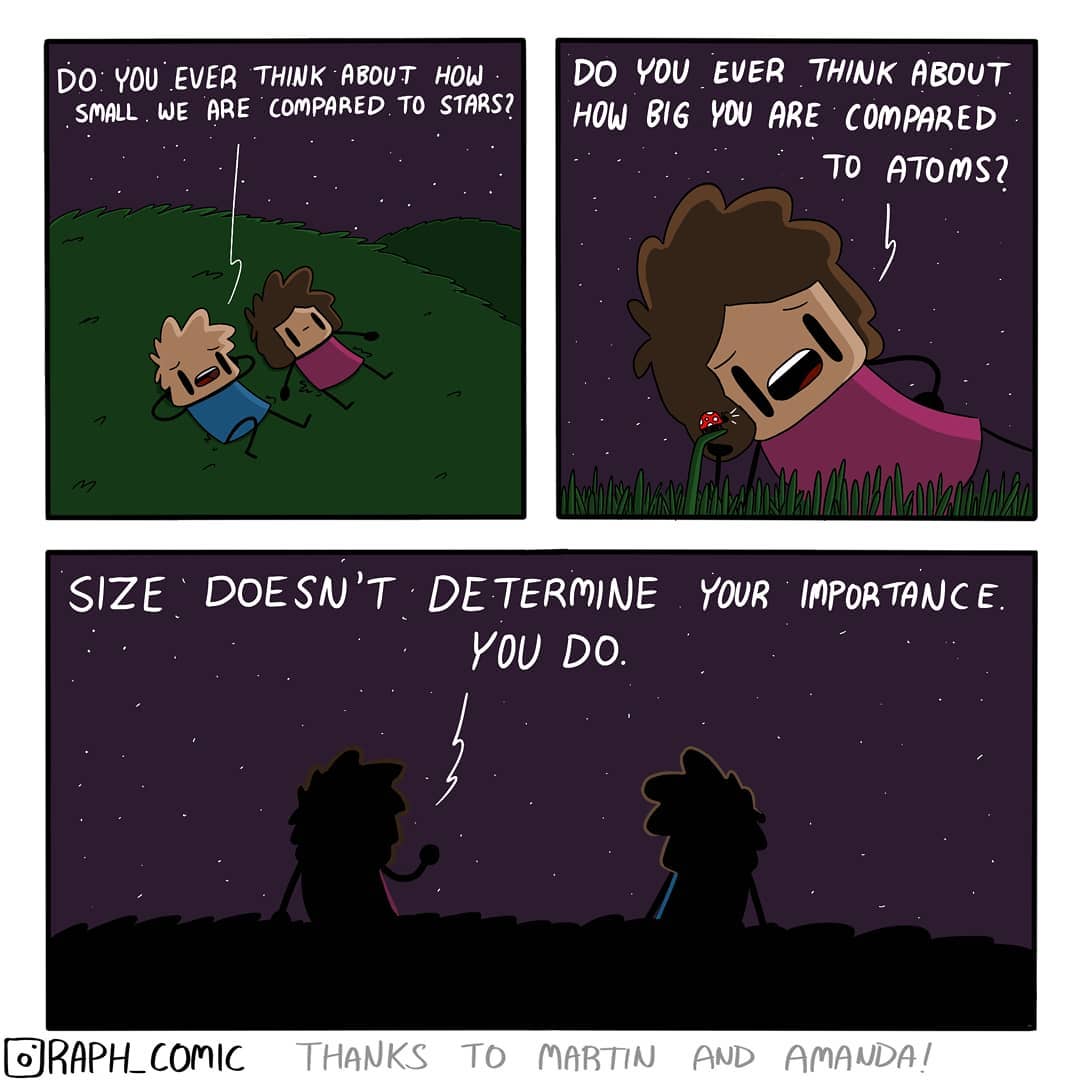 DO YOU EVER THINK ABOUT HOW
SMALL WE ARE COMPARED TO STARS?
DO YOU EVER THINK ABOUT
HOW BIG YOU ARE COMPARED
TO ATOMS?
SIZE DOESN'T DETERMINE YOUR IMPORTANCE.
YOU DO.
RAPH_COMIC THANKS TO MARTIN AND AMANDA!